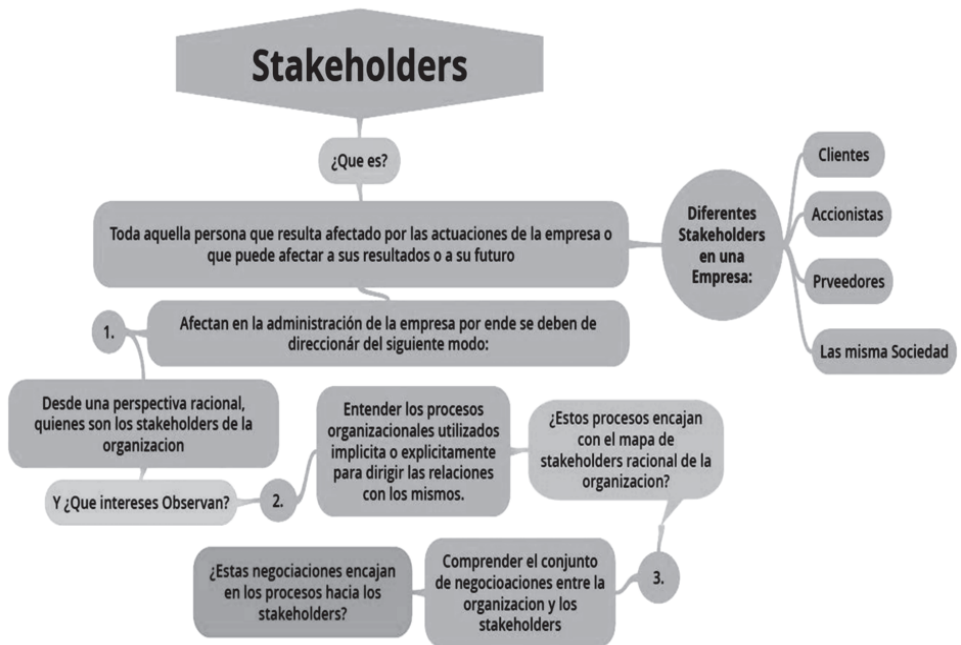 Stakeholders
¿Que es?
Toda aquella persona que resulta afectado por las actuaciones de la empresa o
que puede afectar a sus resultados o a su futuro
Diferentes
Stakeholders
en una
Empresa:
Clientes
Accionistas
Prveedores
Las misma Sociedad
Afectan en la administración de la empresa por ende se deben de
direccionár del siguiente modo:
1.
Desde una perspectiva racional,
quienes son los stakeholders de la
organizacion
Y ¿Que intereses Observan?
2.
Entender los procesos
organizacionales utilizados
implicita o explicitamente
para dirigir las relaciones
con los mismos.
¿Estos procesos encajan
con el mapa de
stakeholders racional de la
organizacion?
3.
Comprender el conjunto
de negocioaciones entre la
organizacion y los
stakeholders
¿Estas negociaciones encajan
en los procesos hacia los
stakeholders?